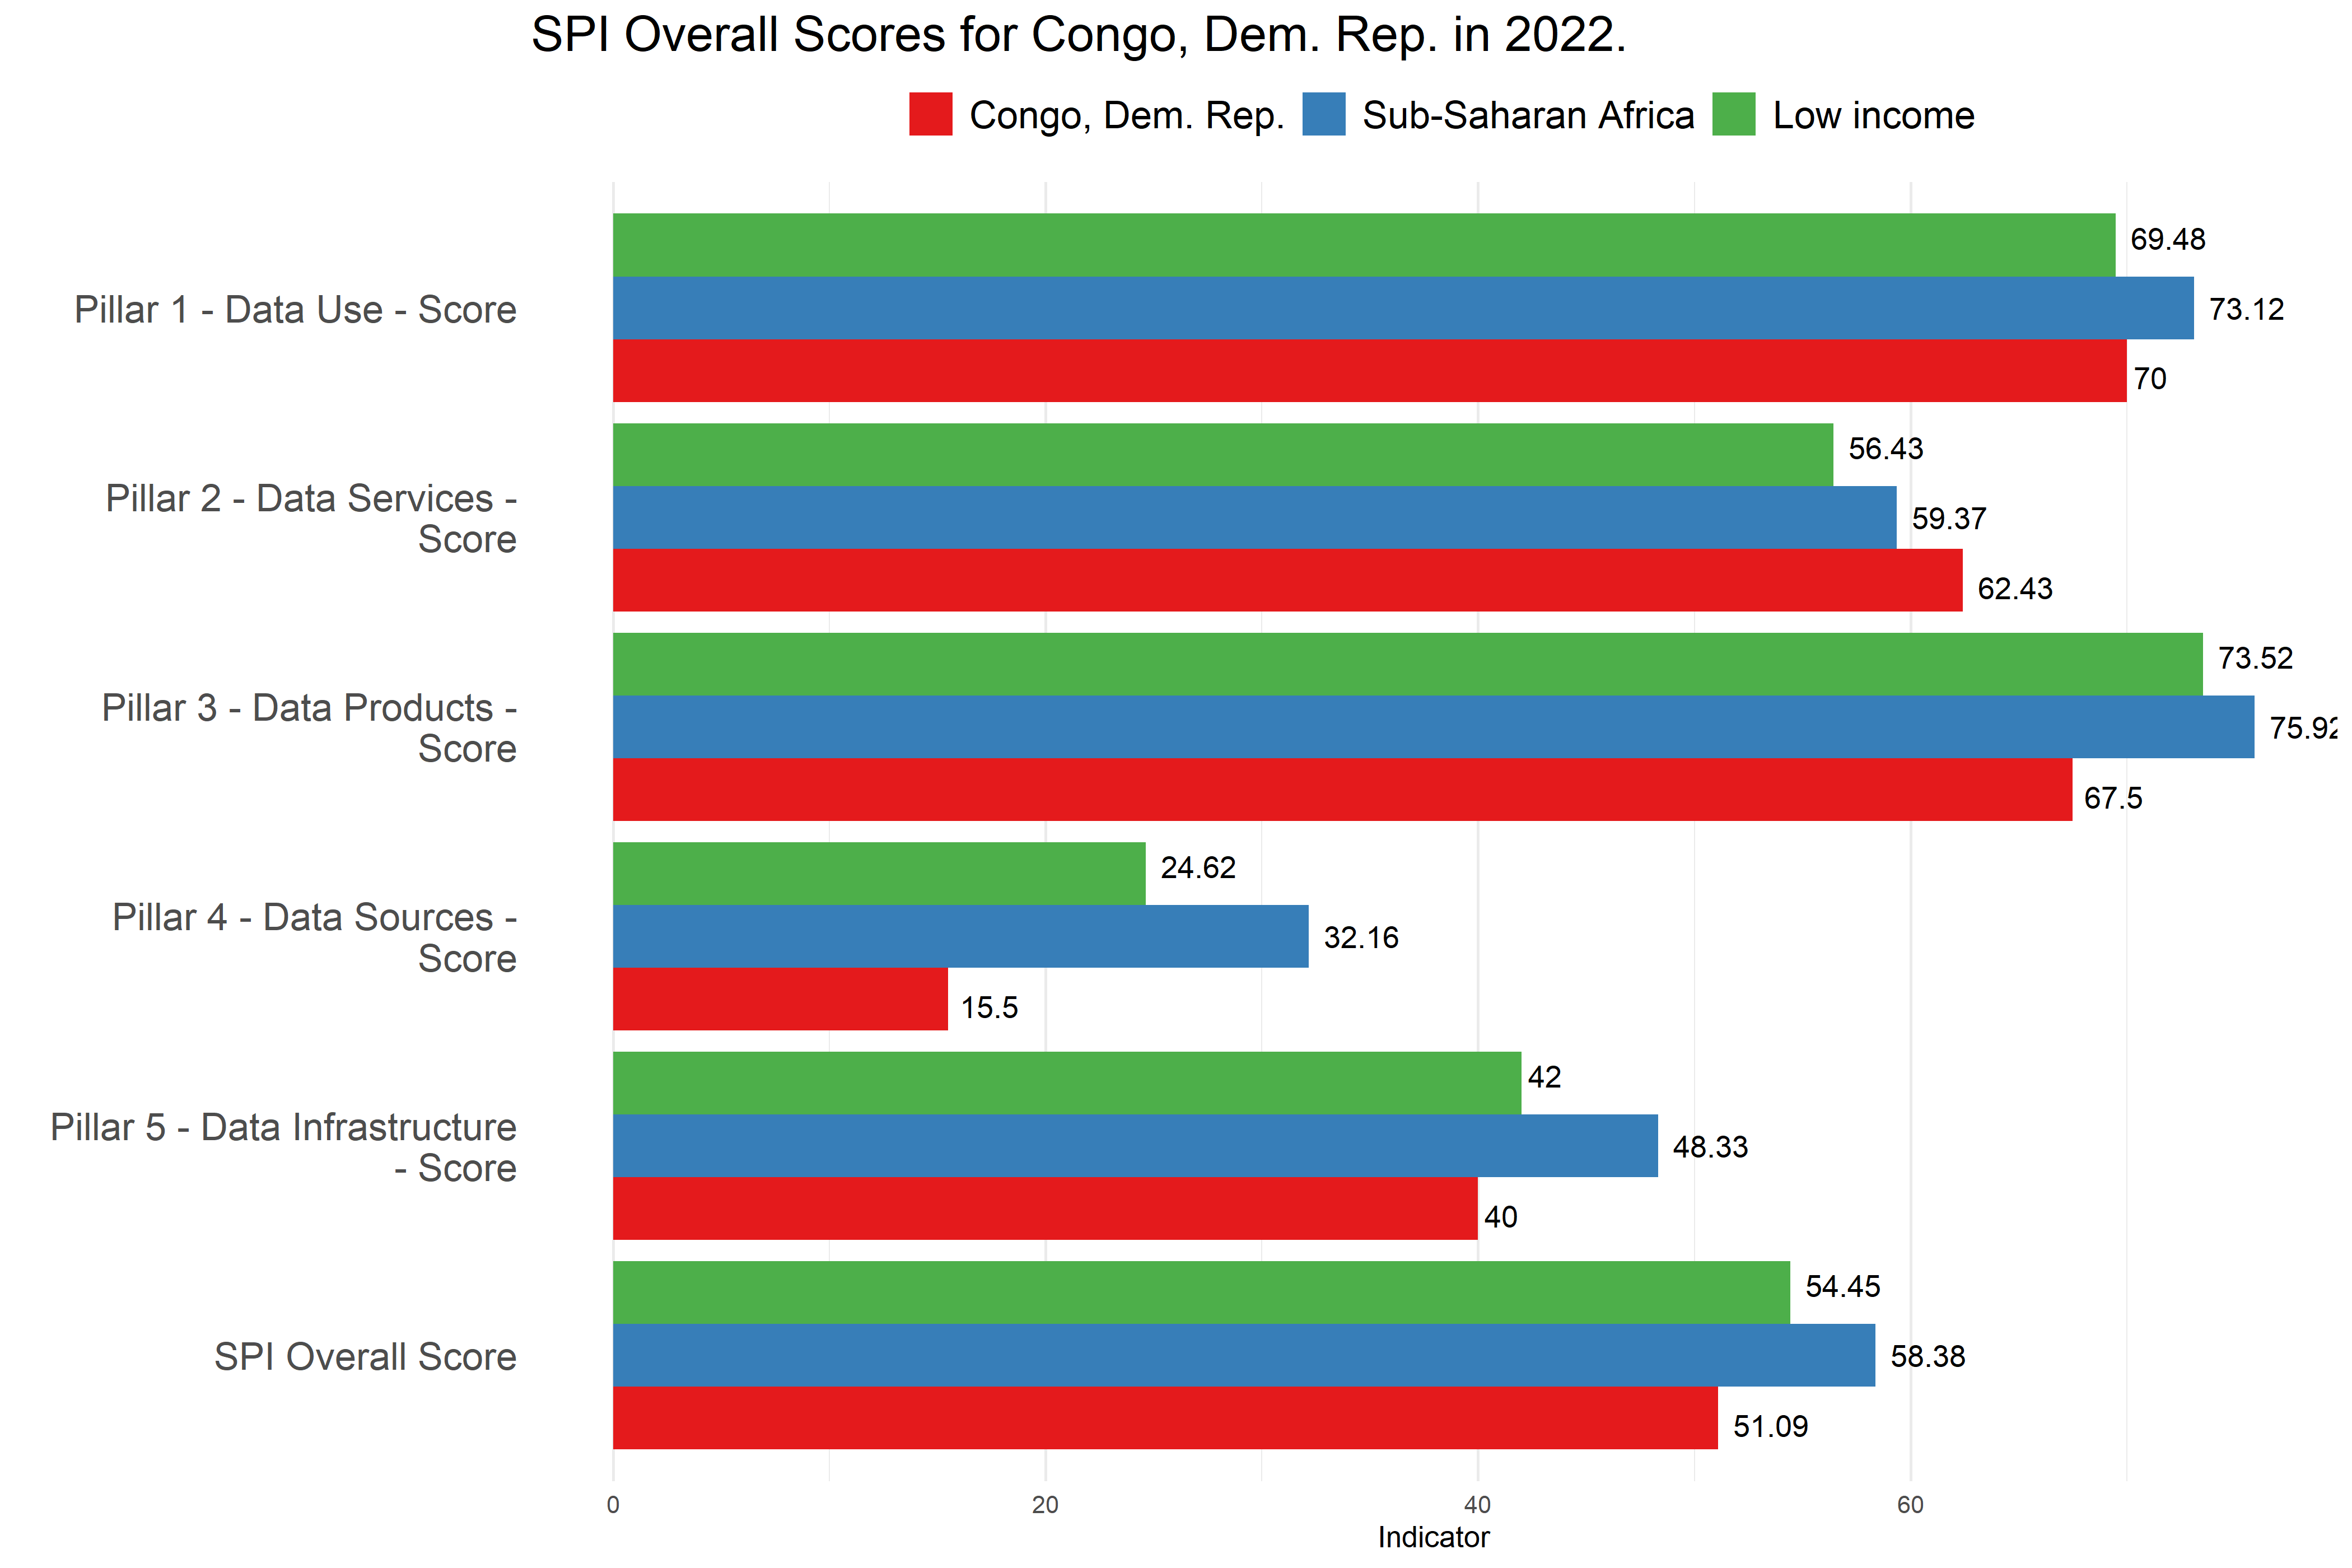 SPI Overall Scores for Congo, Dem. Rep. in 2022.
Congo, Dem. Rep. Sub-Saharan Africa Low income
Pillar 1 - Data Use - Score
69.48
73.12
70
Pillar 2 - Data Services -
Score
56.43
59.37
62.43
Pillar 3 - Data Products -
Score
73.52
75.92
67.5
Pillar 4 - Data Sources -
Score
24.62
32.16
15.5
Pillar 5 - Data Infrastructure
- Score
42
48.33
40
SPI Overall Score
54.45
58.38
51.09
0 20 40 60
Indicator